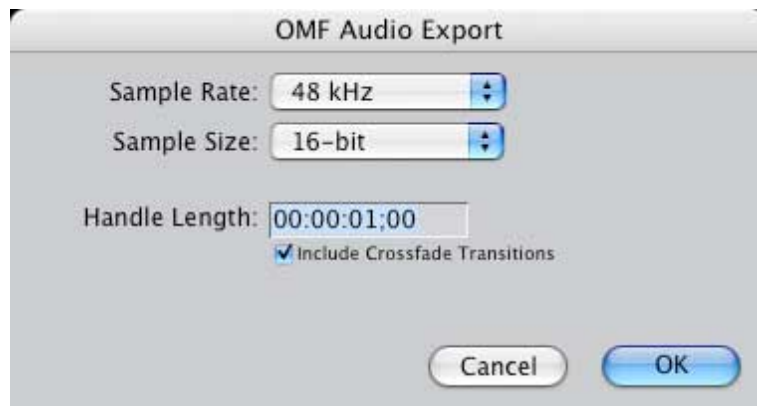 OMF Audio Export
Sample Rate: 48 kHz
Sample Size: 16-bit
Handle Length: 00:00:01;00
Include Crossfade Transitions
Cancel OK